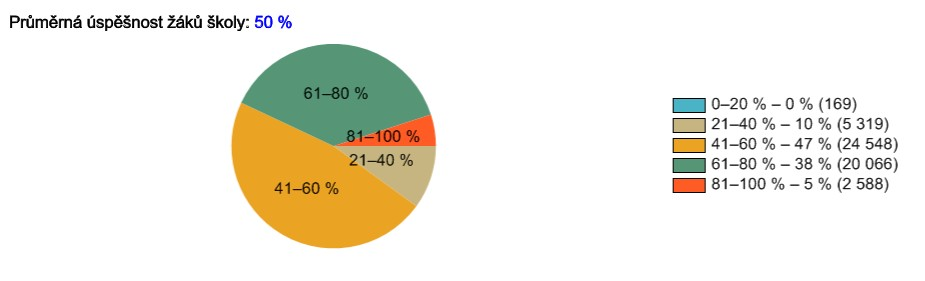 Průměrná úspěšnost žáků školy: 50 %
61–80 %
81–100 %
21–40 %
41–60 %
0–20 % – 0 % (169)
21–40 % – 10 % (5 319)
41–60 % – 47 % (24 548)
61–80 % – 38 % (20 066)
81–100 % – 5 % (2 588)